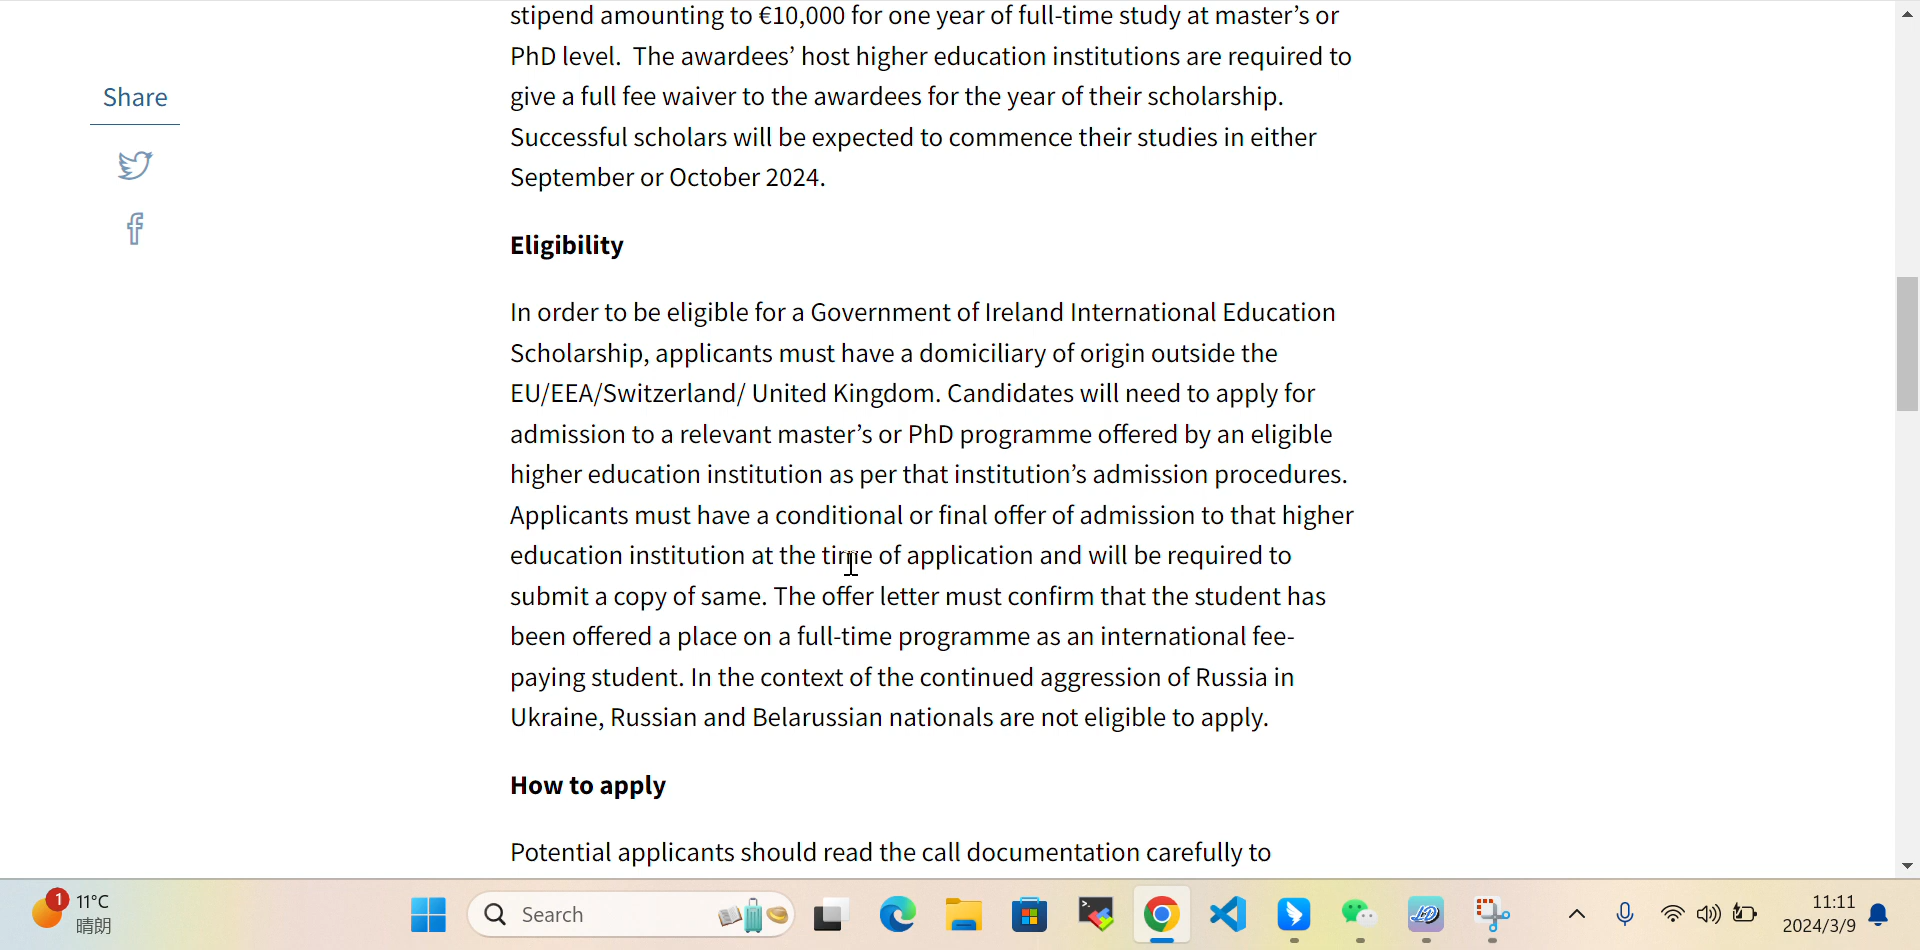 stipend amounting to €10,000 for one year of full-time study at master’s or
PhD level.  The awardees’ host higher education institutions are required to
give a full fee waiver to the awardees for the year of their scholarship.
Successful scholars will be expected to commence their studies in either
September or October 2024.
Share
Eligibility
In order to be eligible for a Government of Ireland International Education
Scholarship, applicants must have a domiciliary of origin outside the
EU/EEA/Switzerland/ United Kingdom. Candidates will need to apply for
admission to a relevant master’s or PhD programme offered by an eligible
higher education institution as per that institution’s admission procedures.
Applicants must have a conditional or final offer of admission to that higher
education institution at the time of application and will be required to
submit a copy of same. The offer letter must confirm that the student has
been offered a place on a full-time programme as an international fee-
paying student. In the context of the continued aggression of Russia in
Ukraine, Russian and Belarussian nationals are not eligible to apply.
How to apply
Potential applicants should read the call documentation carefully to
1
11°C
晴朗
Search
11:11
2024/3/9